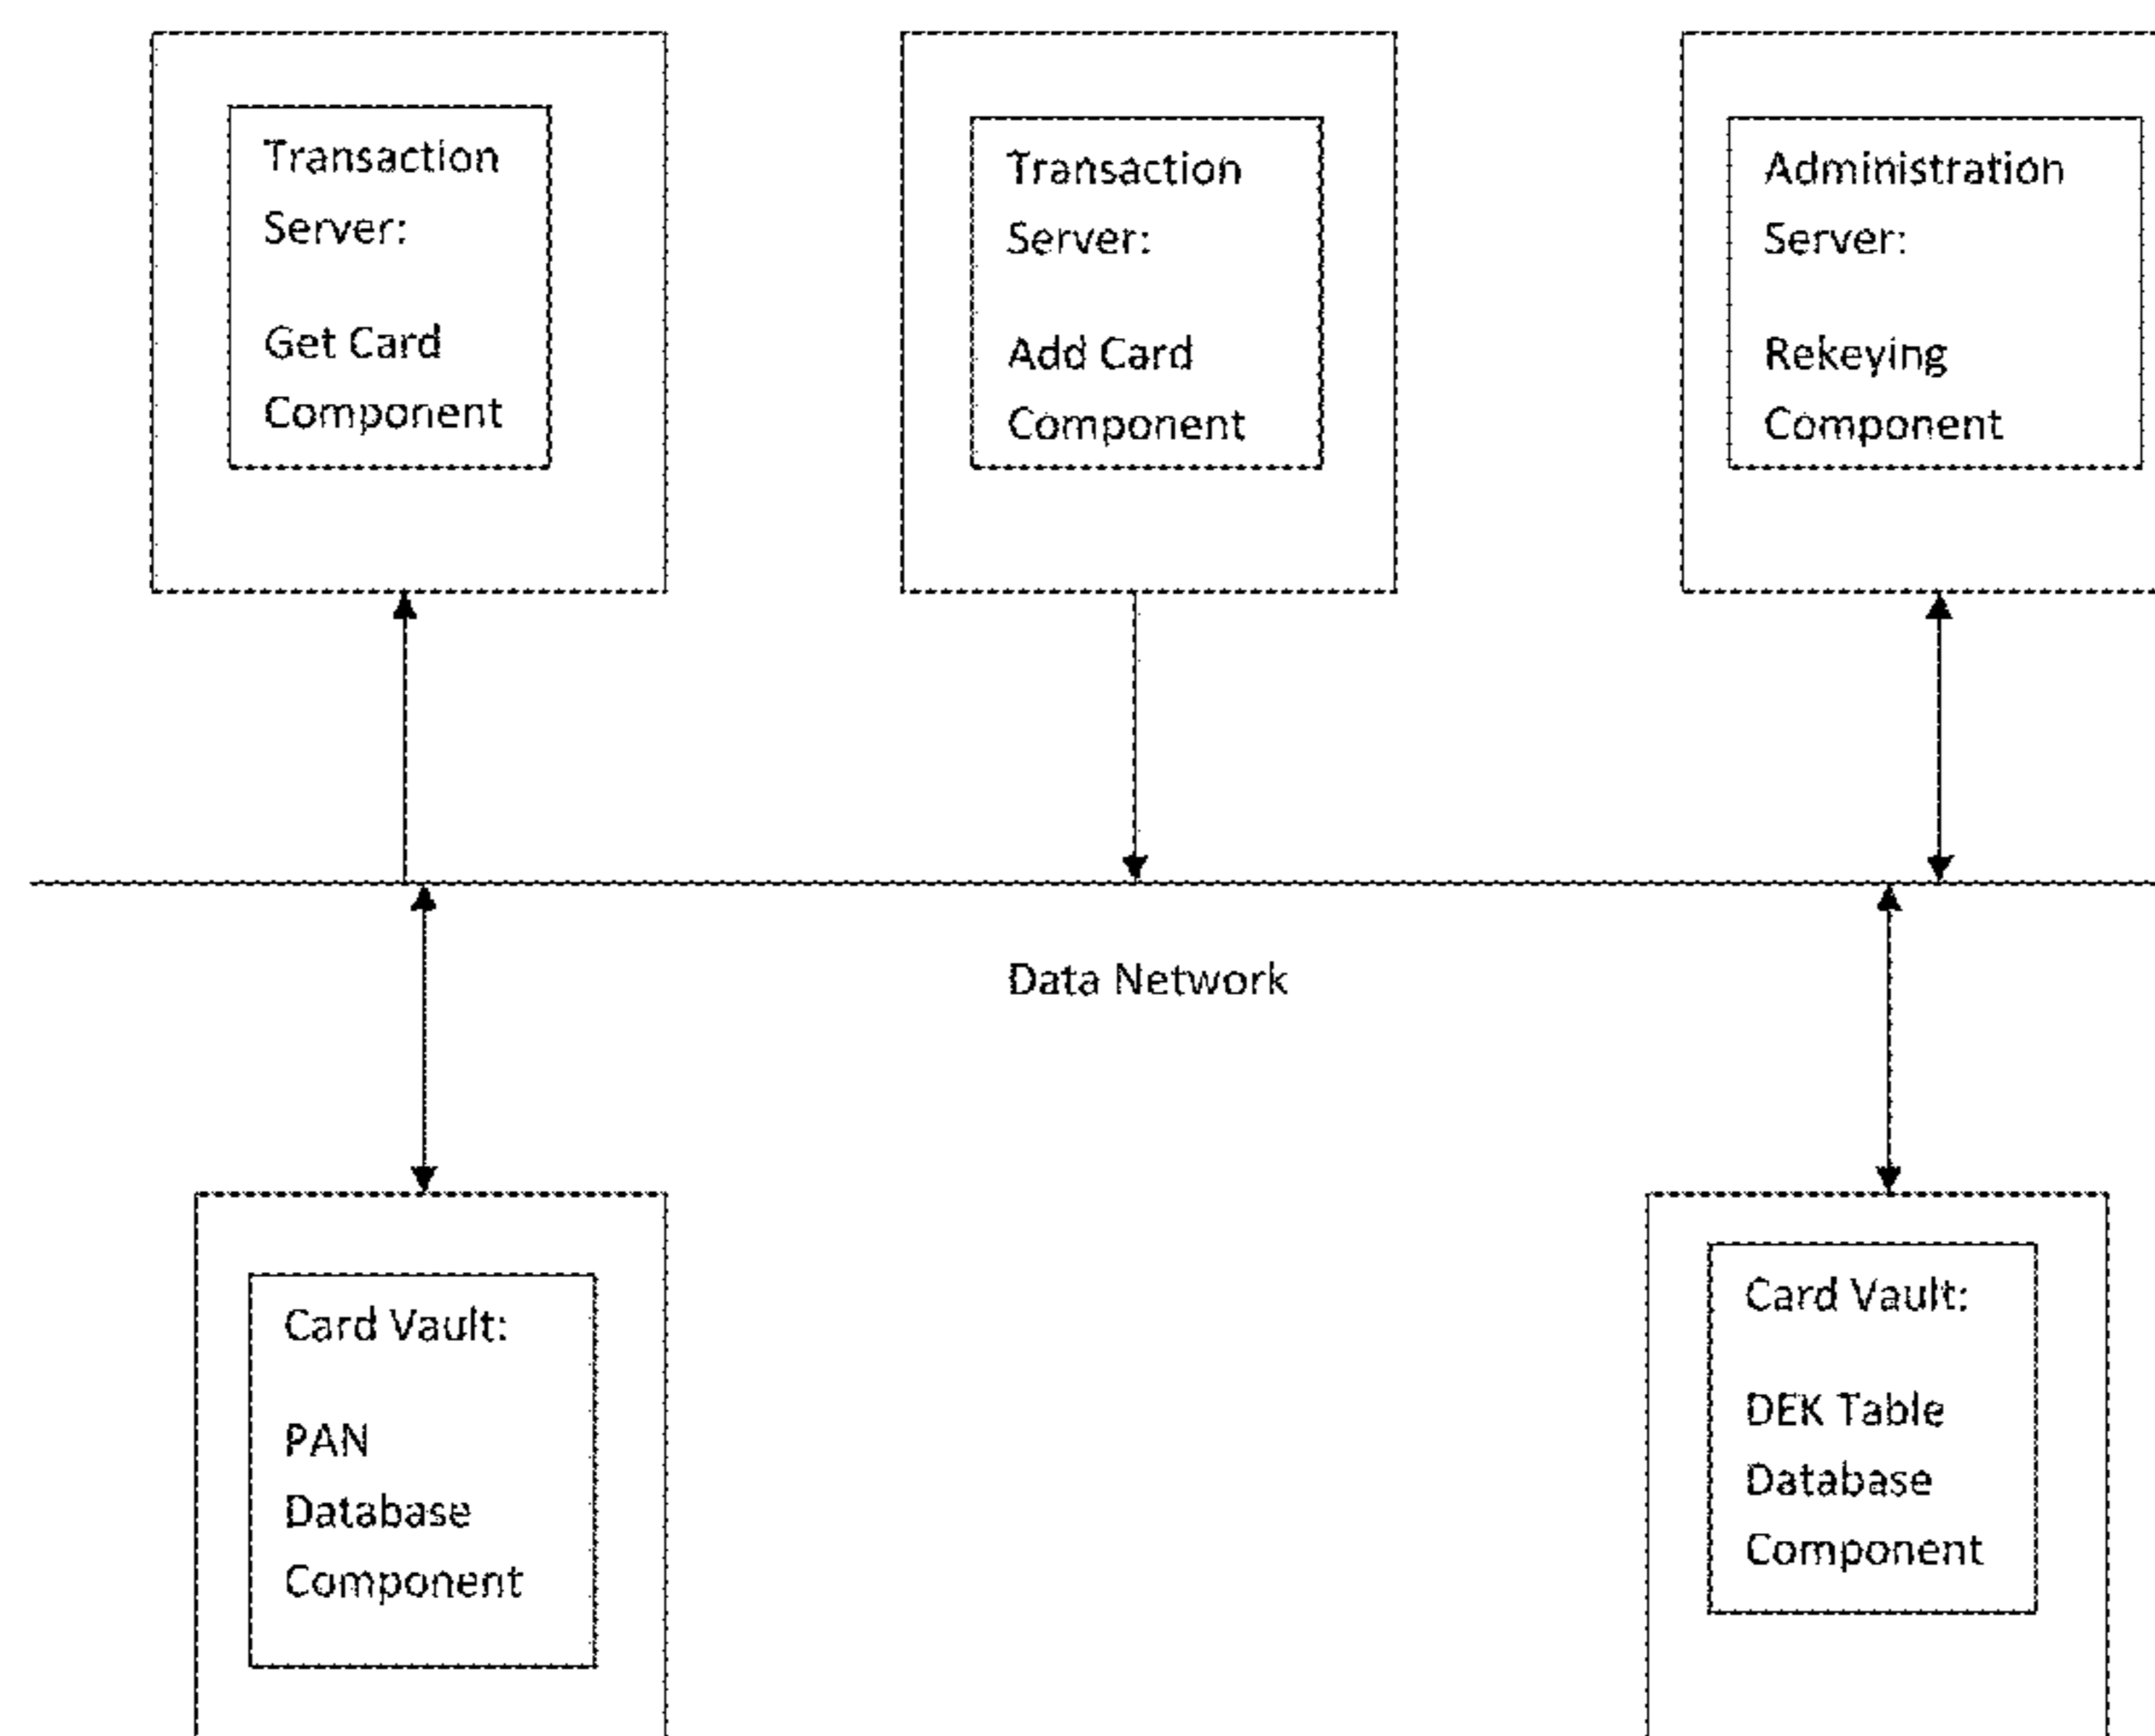 Transaction
Server:
Get Card
Component
Transaction
Server:
Add Card
Component
Administration
Server:
Rekeying
Component
Data Network
Card Vault:
PAN
Database
Component
Card Vault:
DEK Table
Database
Component